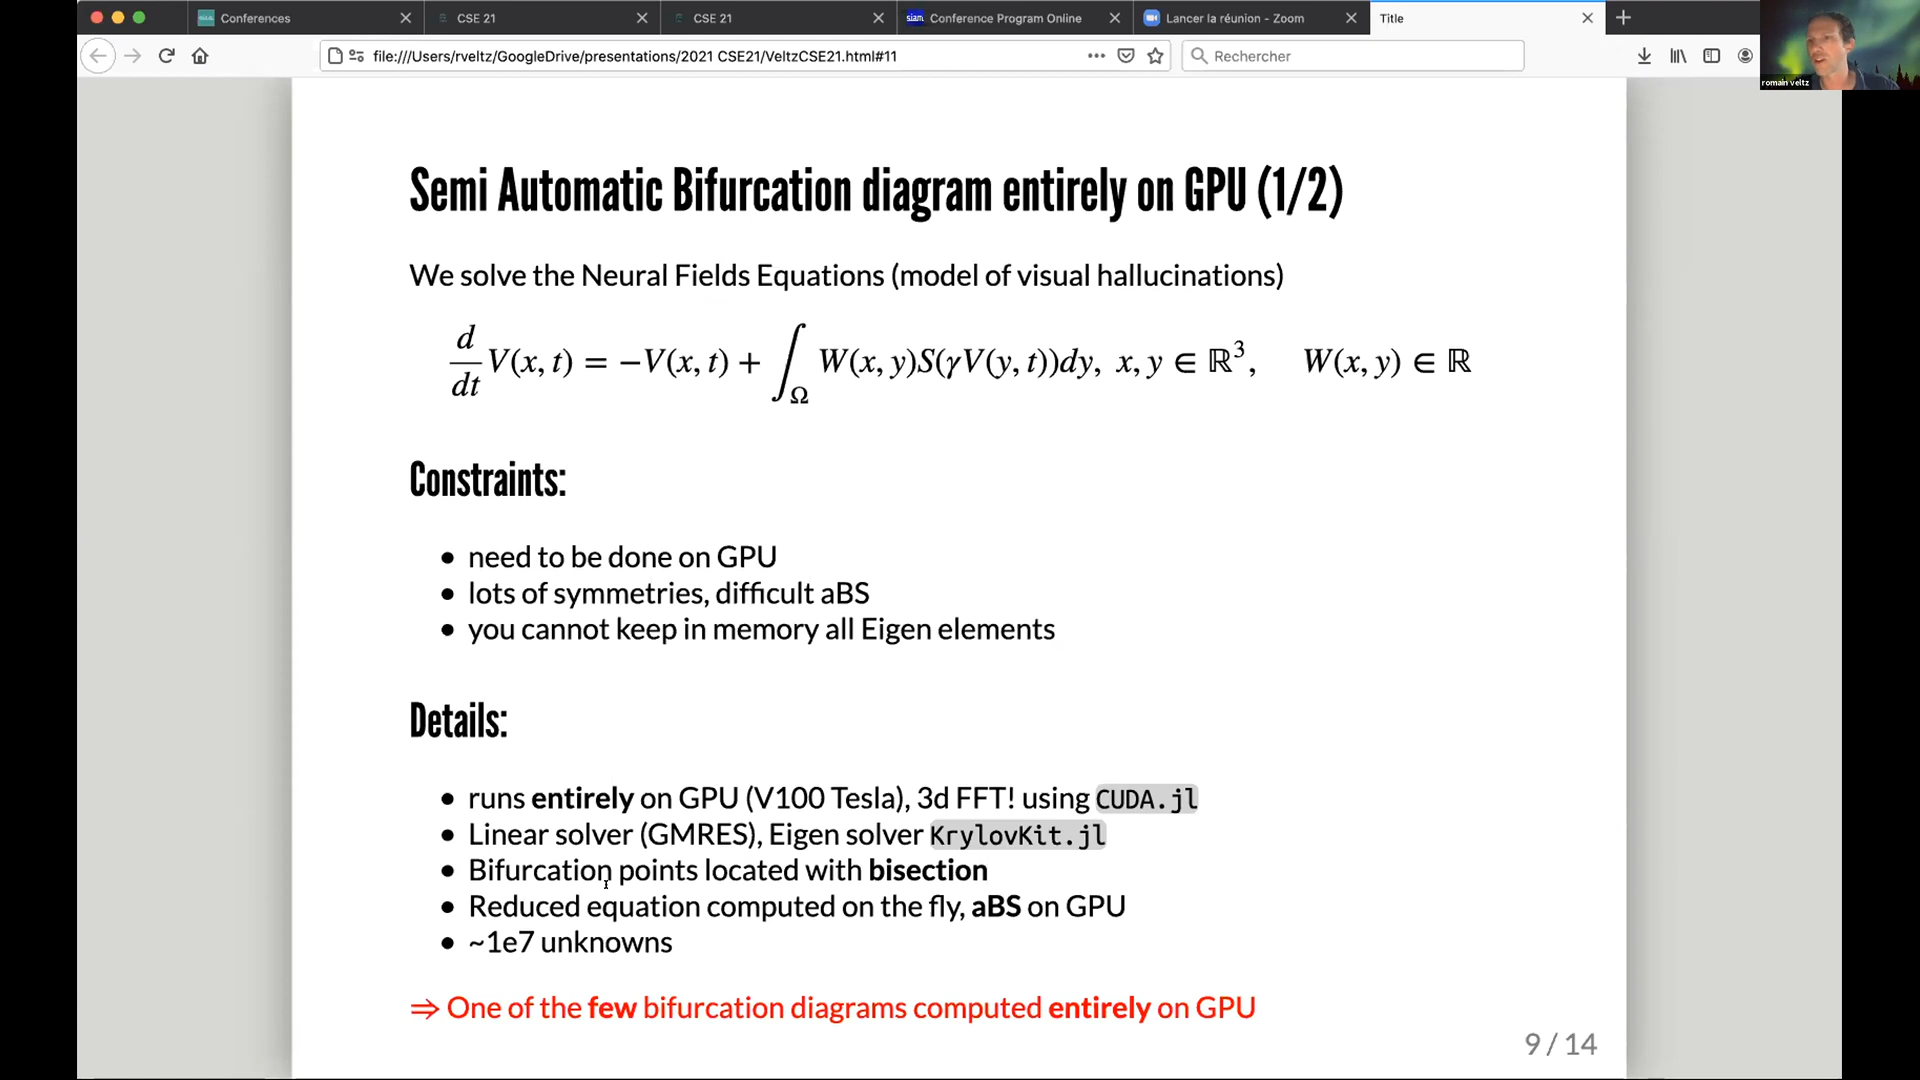 Conferences
CSE 21
CSE 21
siam Conference Program Online
Lancer la réunion - Zoom
Title
file:///Users/rveltz/GoogleDrive/presentations/2021 CSE21/VeltzCSE21.html#11
Rechercher
romain veltz
Semi Automatic Bifurcation diagram entirely on GPU (1/2)
We solve the Neural Fields Equations (model of visual hallucinations)
d/dt V(x, t) = −V(x, t) + ∫_Ω W(x, y)S(γV(y, t))dy, x, y ∈ ℝ³, W(x, y) ∈ ℝ
Constraints:
• need to be done on GPU
• lots of symmetries, difficult aBS
• you cannot keep in memory all Eigen elements
Details:
• runs entirely on GPU (V100 Tesla), 3d FFT! using CUDA.jl
• Linear solver (GMRES), Eigen solver KrylovKit.jl
• Bifurcation points located with bisection
• Reduced equation computed on the fly, aBS on GPU
• ~1e7 unknowns
⇒ One of the few bifurcation diagrams computed entirely on GPU
9 / 14